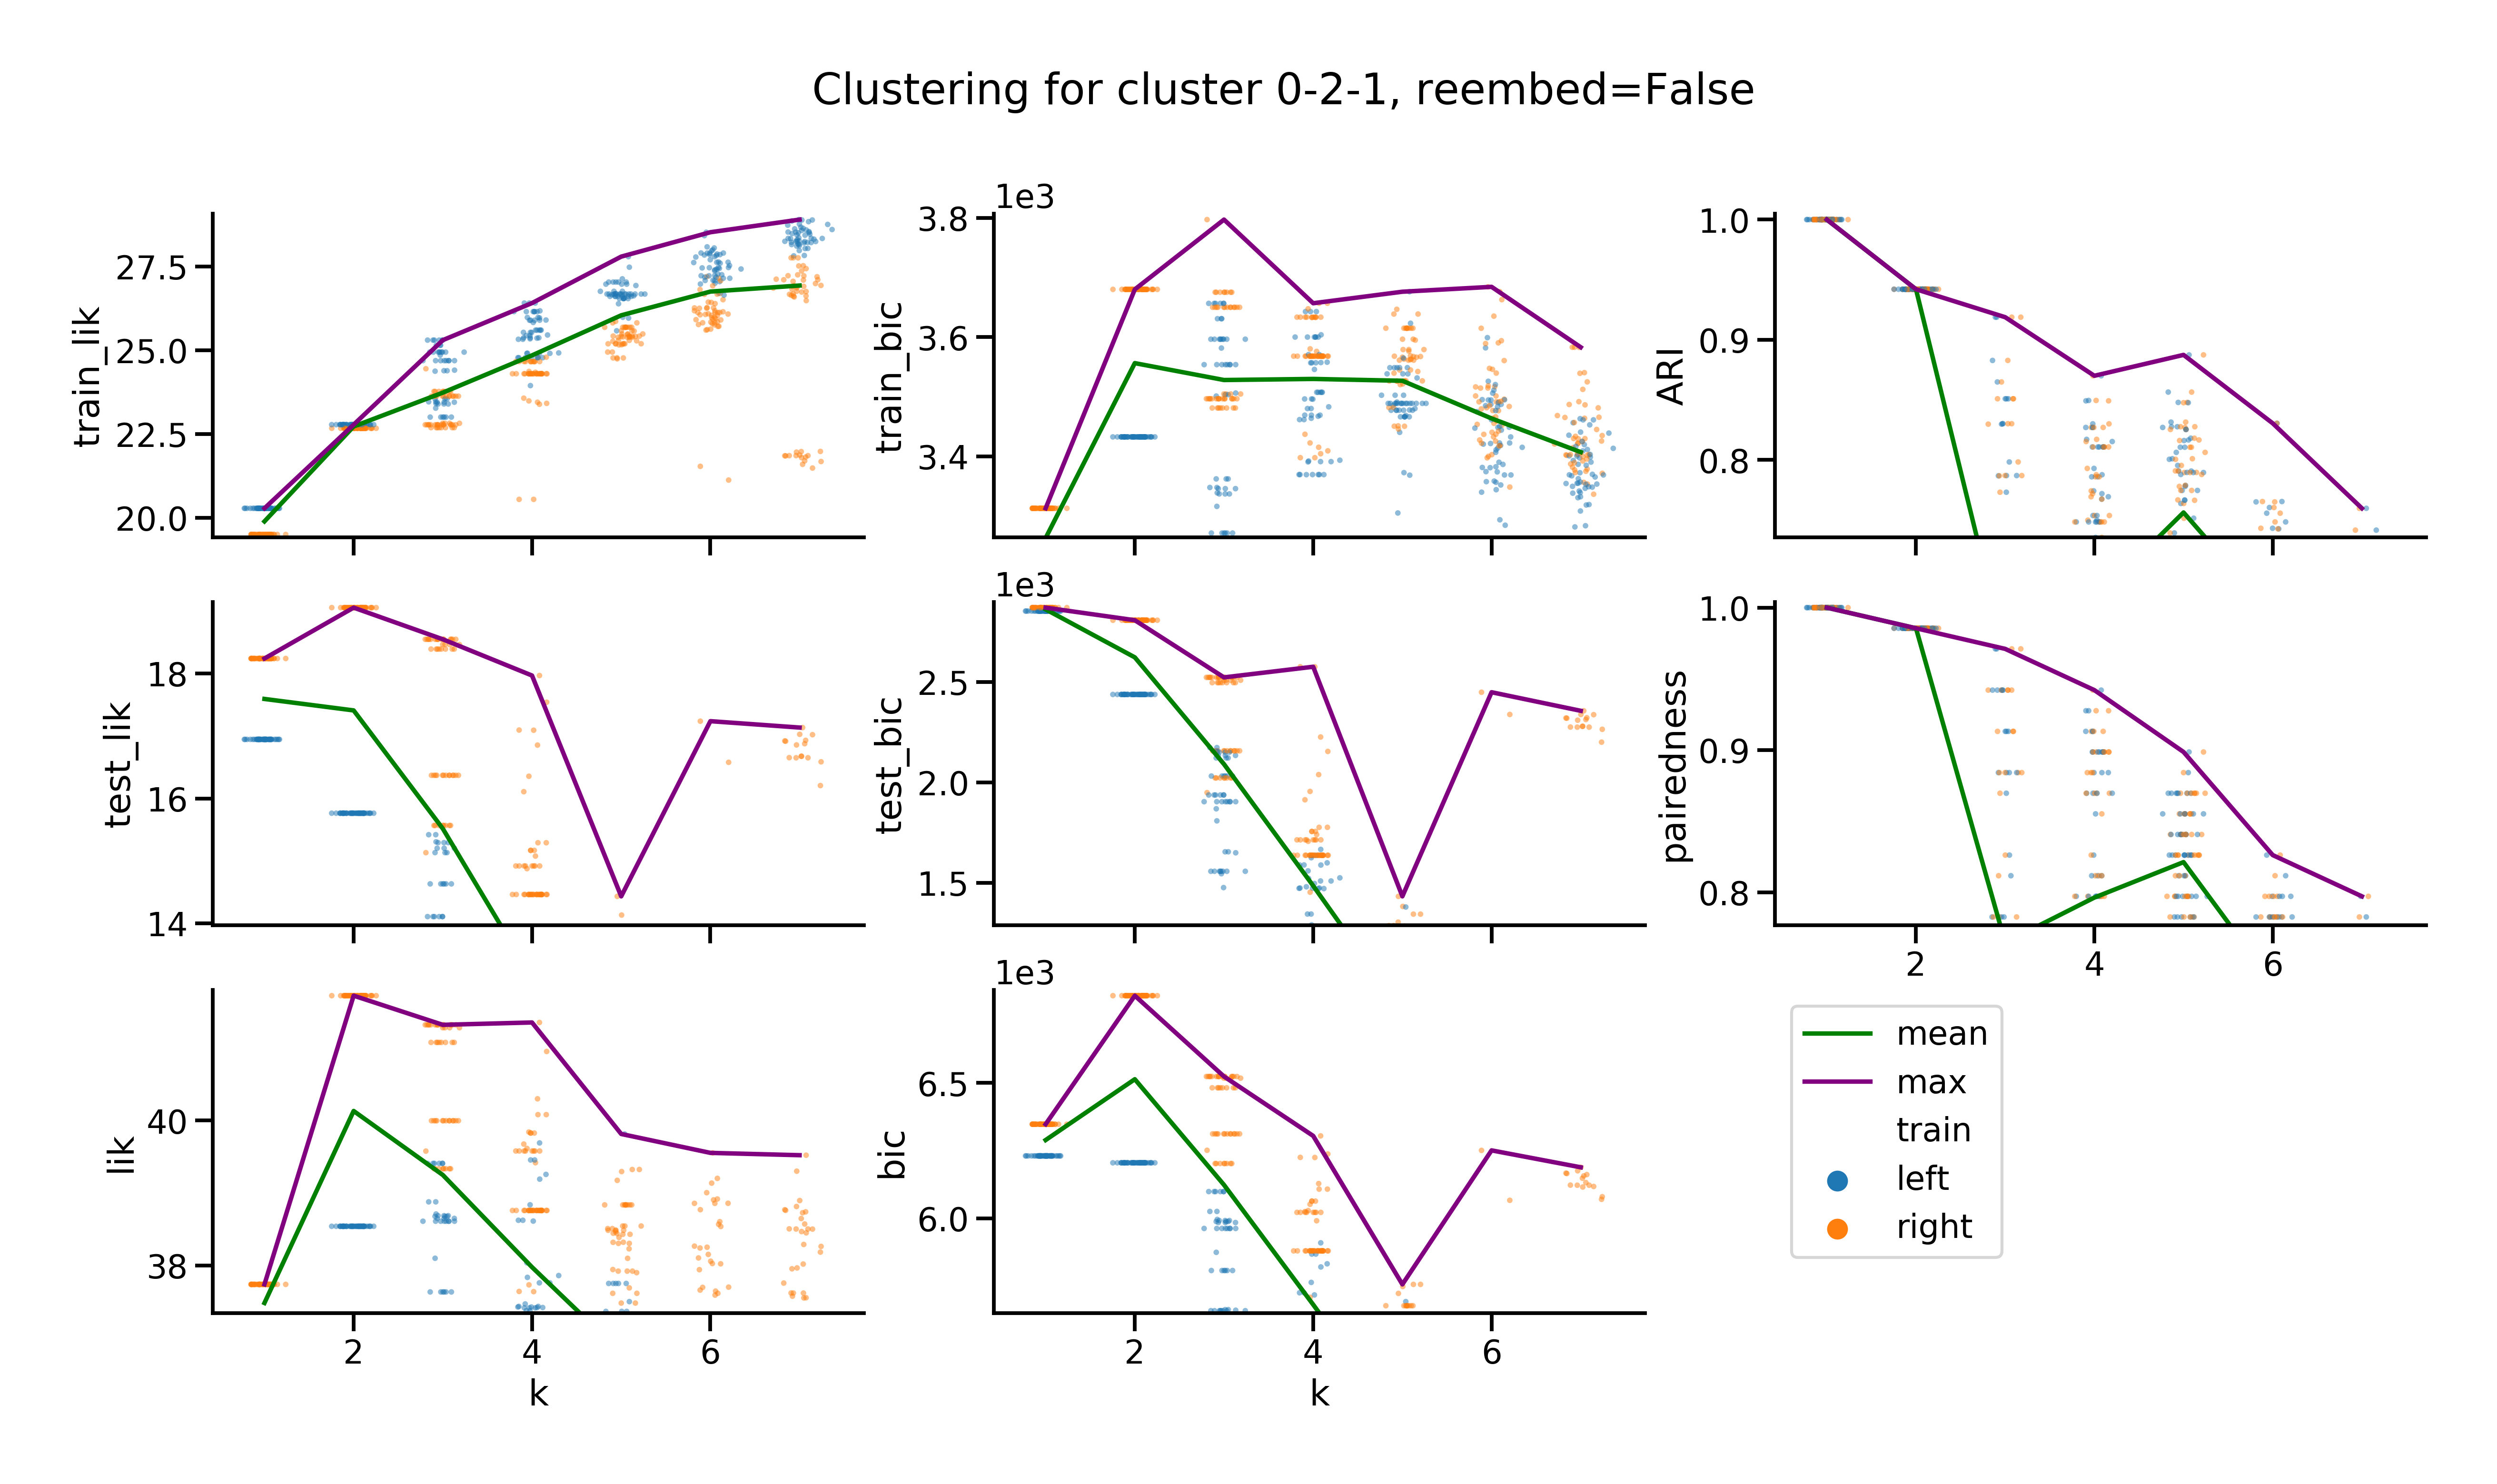 Clustering for cluster 0-2-1, reembed=False
train_lik
27.5
25.0
22.5
20.0
1e3
train_bic
3.8
3.6
3.4
ARI
1.0
0.9
0.8
test_lik
18
16
14
1e3
test_bic
2.5
2.0
1.5
pairedness
1.0
0.9
0.8
2 4 6
lik
40
38
2 4 6
k
1e3
bic
6.5
6.0
2 4 6
k
mean
max
train
left
right